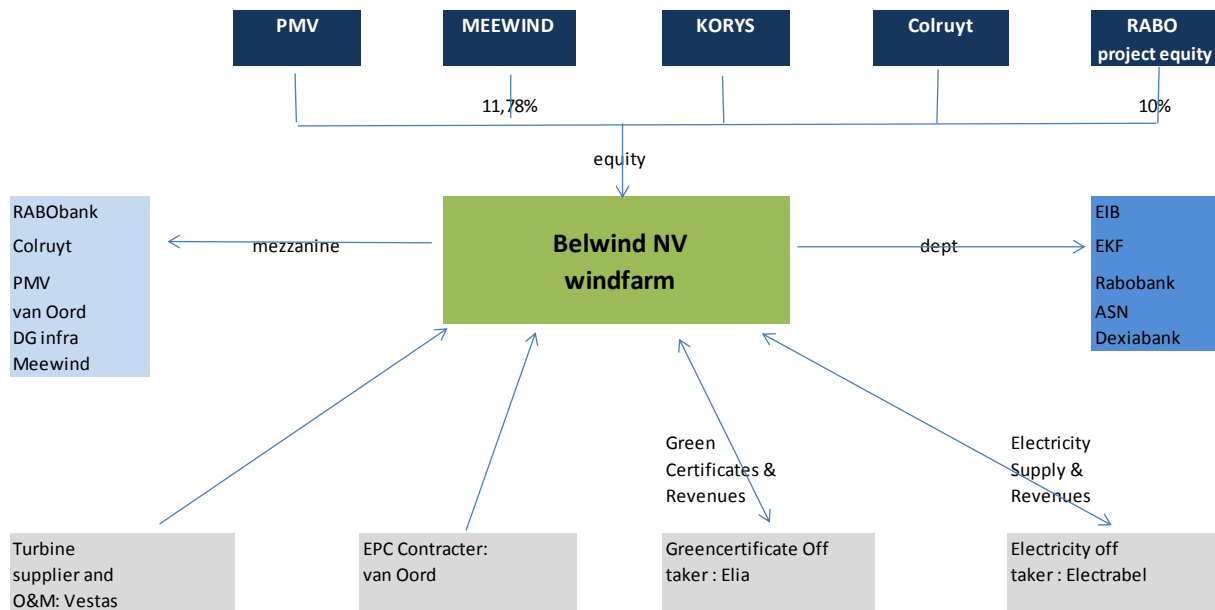 PMV
MEEWIND
KORYS
Colruyt
RABO
project equity
11,78%
10%
equity
RABObank
Colruyt
PMV
van Oord
DG infra
Meewind
mezzanine
Belwind NV
windfarm
dept
EIB
EKF
Rabobank
ASN
Dexiabank
Green
Certificates &
Revenues
Electricity
Supply &
Revenues
Turbine
supplier and
O&M: Vestas
EPC Contracter:
van Oord
Greencertificate Off
taker : Elia
Electricity off
taker : Electrabel